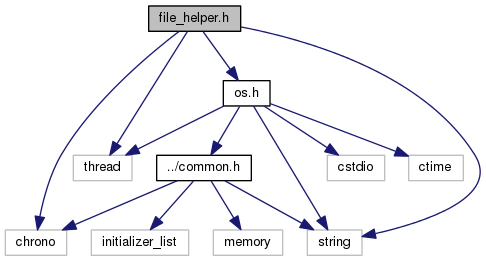 file_helper.h
os.h
thread
../common.h
cstdio
ctime
chrono
initializer_list
memory
string